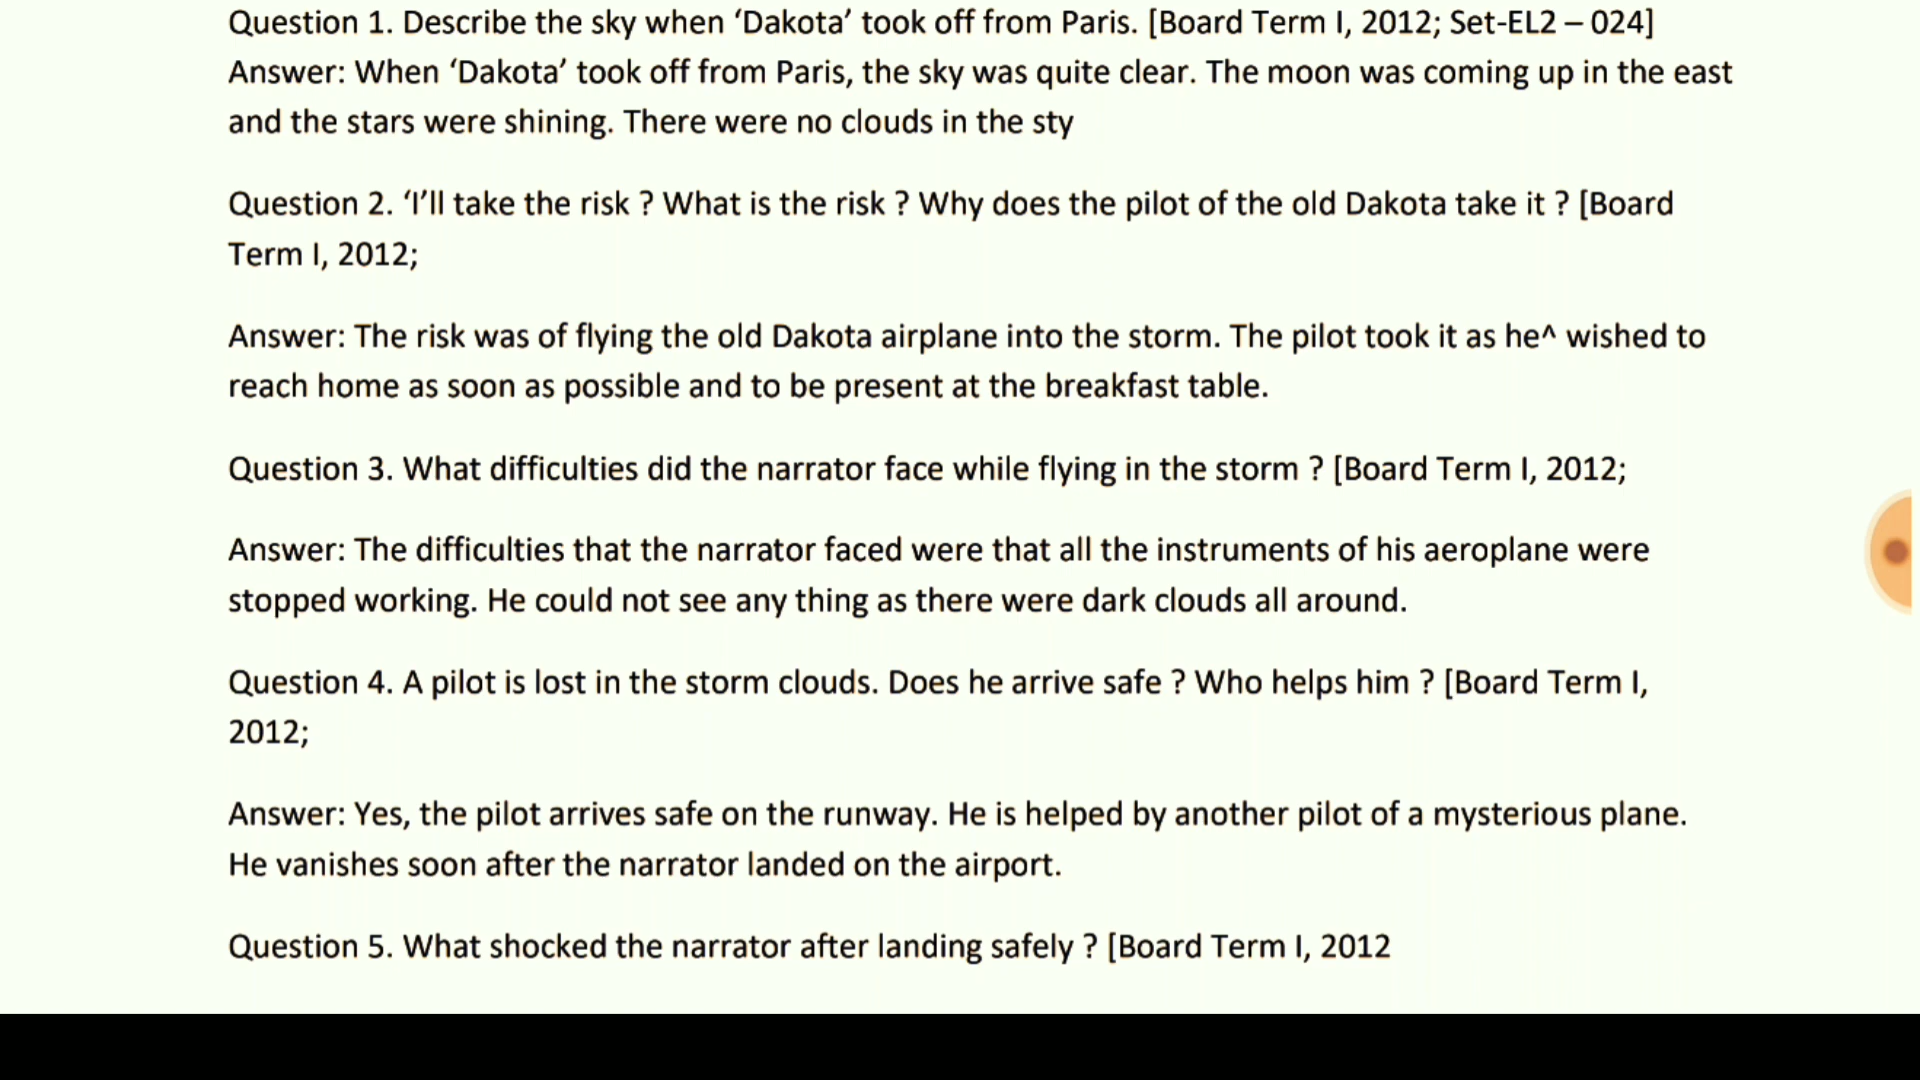 Question 1. Describe the sky when ‘Dakota’ took off from Paris. [Board Term I, 2012; Set-EL2 – 024]
Answer: When ‘Dakota’ took off from Paris, the sky was quite clear. The moon was coming up in the east
and the stars were shining. There were no clouds in the sty
Question 2. ‘I’ll take the risk ? What is the risk ? Why does the pilot of the old Dakota take it ? [Board
Term I, 2012;
Answer: The risk was of flying the old Dakota airplane into the storm. The pilot took it as he^ wished to
reach home as soon as possible and to be present at the breakfast table.
Question 3. What difficulties did the narrator face while flying in the storm ? [Board Term I, 2012;
Answer: The difficulties that the narrator faced were that all the instruments of his aeroplane were
stopped working. He could not see any thing as there were dark clouds all around.
Question 4. A pilot is lost in the storm clouds. Does he arrive safe ? Who helps him ? [Board Term I,
2012;
Answer: Yes, the pilot arrives safe on the runway. He is helped by another pilot of a mysterious plane.
He vanishes soon after the narrator landed on the airport.
Question 5. What shocked the narrator after landing safely ? [Board Term I, 2012